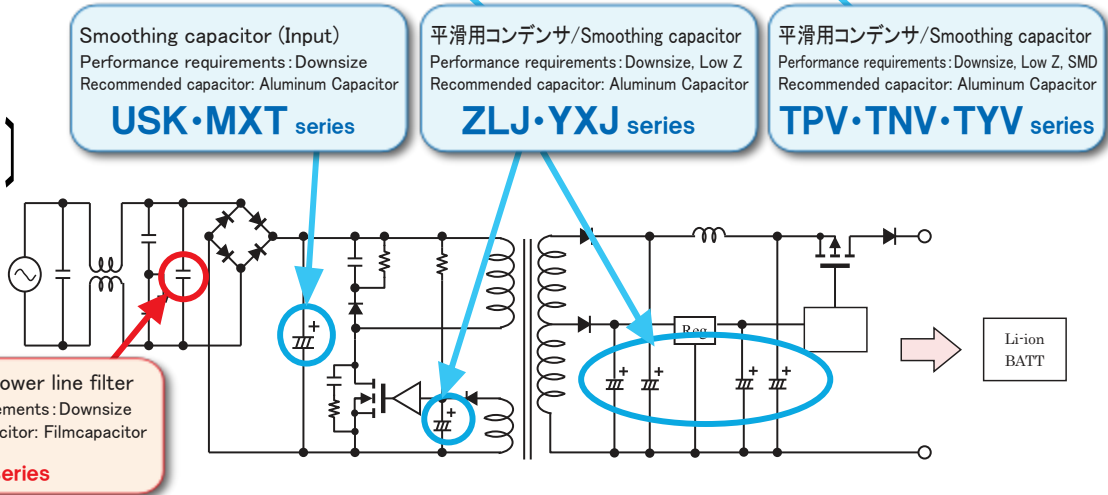 Smoothing capacitor (Input)
Performance requirements：Downsize
Recommended capacitor: Aluminum Capacitor
USK・MXT series
平滑用コンデンサ/Smoothing capacitor
Performance requirements：Downsize, Low Z
Recommended capacitor: Aluminum Capacitor
ZLJ・YXJ series
平滑用コンデンサ/Smoothing capacitor
Performance requirements：Downsize, Low Z, SMD
Recommended capacitor: Aluminum Capacitor
TPV・TNV・TYV series
+
+
Reg
+
+
+
+
Li-ion
BATT
power line filter
：Downsize
: Filmcapacitor
series